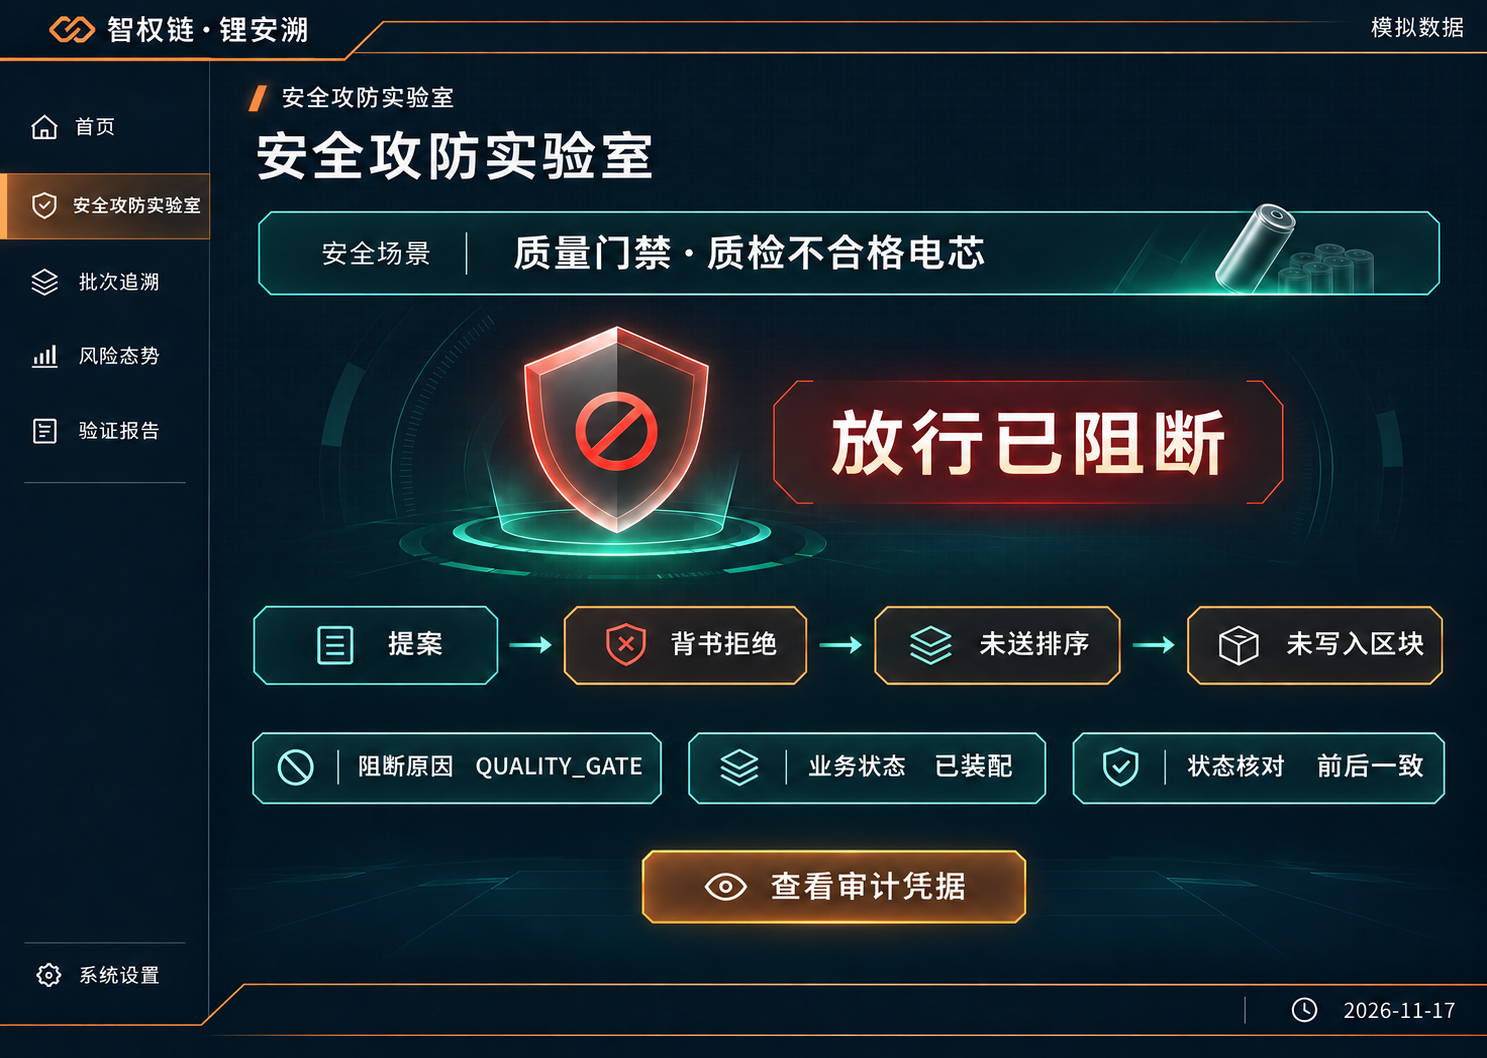 智权链·锂安溯
模拟数据
首页
安全攻防实验室
批次追溯
风险态势
验证报告
系统设置
安全攻防实验室
安全攻防实验室
安全场景 质量门禁·质检不合格电芯
放行已阻断
提案 背书拒绝 未送排序 未写入区块
阻断原因 QUALITY_GATE 业务状态 已装配 状态核对 前后一致
查看审计凭据
2026-11-17